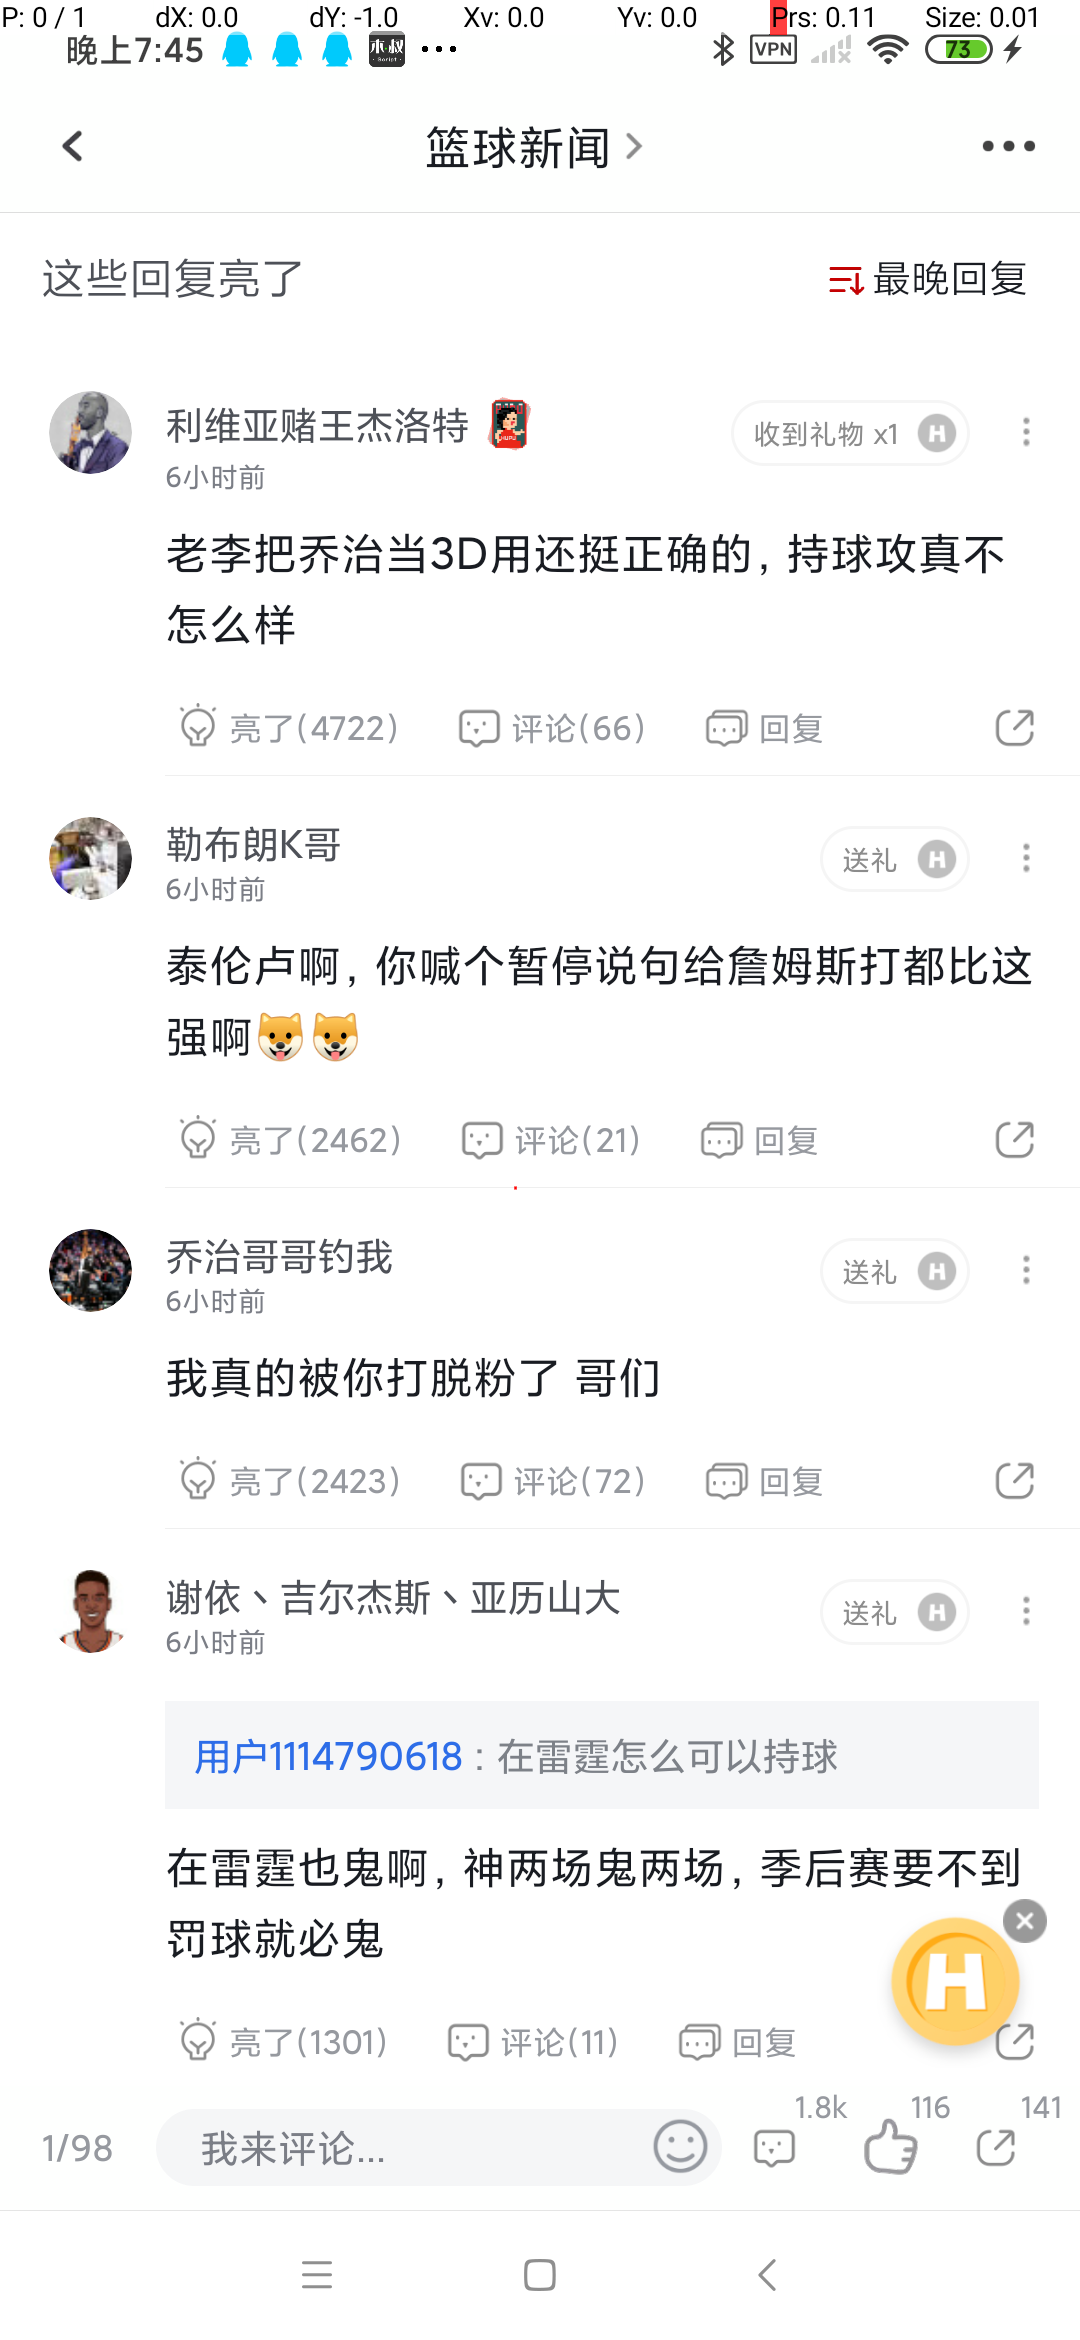 P: 0 / 1 dX: 0.0 dY: -1.0 Xv: 0.0 Yv: 0.0 Prs: 0.11 Size: 0.01
晚上7:45 木叔 Script VPN 73
篮球新闻
这些回复亮了 最晚回复
利维亚赌王杰洛特 HUPU 收到礼物 x1 H
6小时前
老李把乔治当3D用还挺正确的，持球攻真不
怎么样
亮了(4722) 评论(66) 回复
勒布朗K哥 送礼 H
6小时前
泰伦卢啊，你喊个暂停说句给詹姆斯打都比这
强啊
亮了(2462) 评论(21) 回复
乔治哥哥钓我 送礼 H
6小时前
我真的被你打脱粉了 哥们
亮了(2423) 评论(72) 回复
谢依丶吉尔杰斯丶亚历山大 送礼 H
6小时前
用户1114790618 : 在雷霆怎么可以持球
在雷霆也鬼啊，神两场鬼两场，季后赛要不到
罚球就必鬼
H
亮了(1301) 评论(11) 回复
1/98 我来评论... 1.8k 116 141